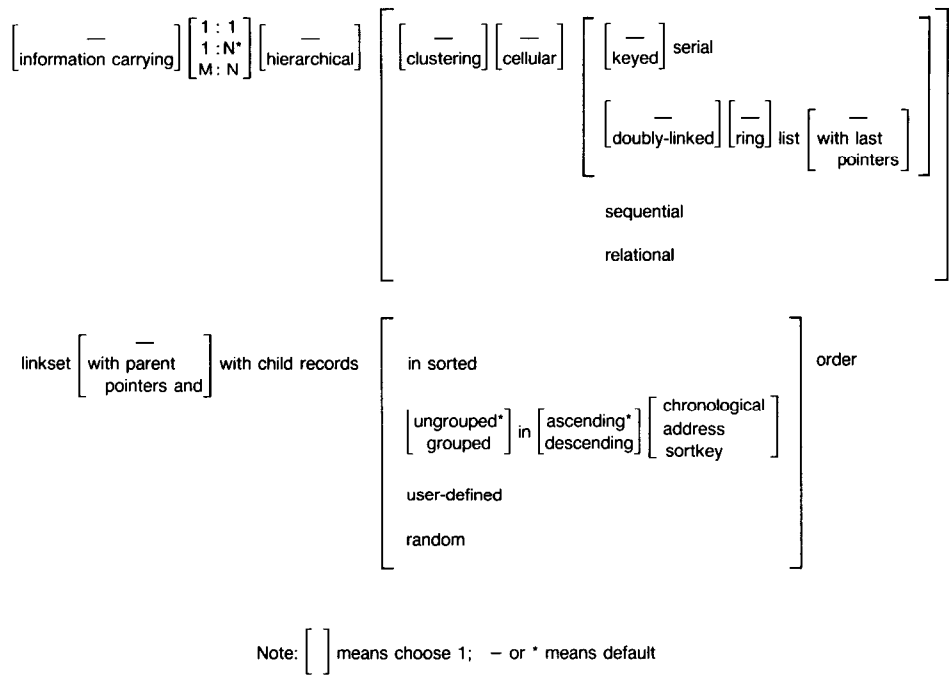 — 1 : 1 — — — — serial
information carrying 1 : N* hierarchical clustering cellular keyed
M : N
— — list —
doubly-linked ring with last
pointers
sequential
relational
linkset — with child records in sorted order
with parent
pointers and
ungrouped* in ascending* chronological
grouped descending address
sortkey
user-defined
random
Note: [ ] means choose 1; – or * means default